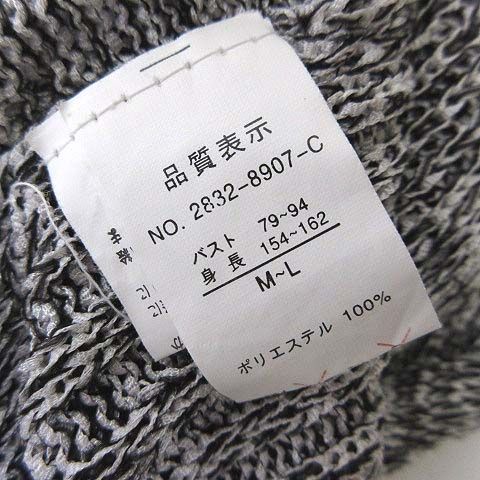 品質表示
NO. 2832-8907-C
バスト 79~94
身長 154~162
M~L
ポリエステル 100%